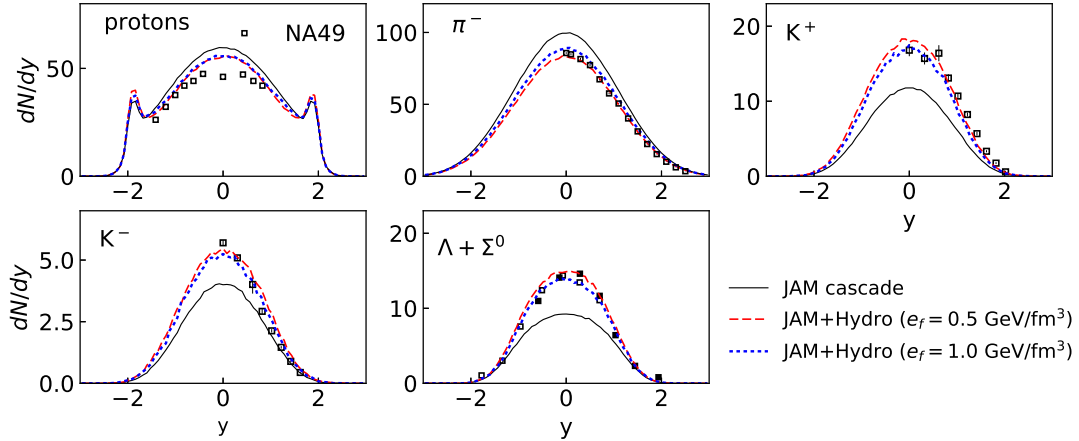 protons
NA49
dN/dy
50
0
−2
0
2
π⁻
100
50
0
−2
0
2
K⁺
20
10
0
−2
0
2
y
K⁻
dN/dy
5.0
2.5
0.0
−2
0
2
y
Λ + Σ⁰
20
10
0
−2
0
2
y
JAM cascade
JAM+Hydro (e_f = 0.5 GeV/fm³)
JAM+Hydro (e_f = 1.0 GeV/fm³)